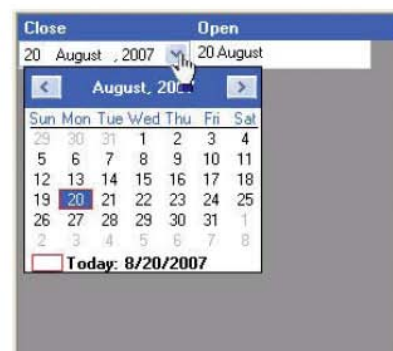 Close Open
20 August , 2007 20 August
August, 200
Sun Mon Tue Wed Thu Fri Sat
29 30 31 1 2 3 4
5 6 7 8 9 10 11
12 13 14 15 16 17 18
19 20 21 22 23 24 25
26 27 28 29 30 31 1
2 3 4 5 6 7 8
Today: 8/20/2007